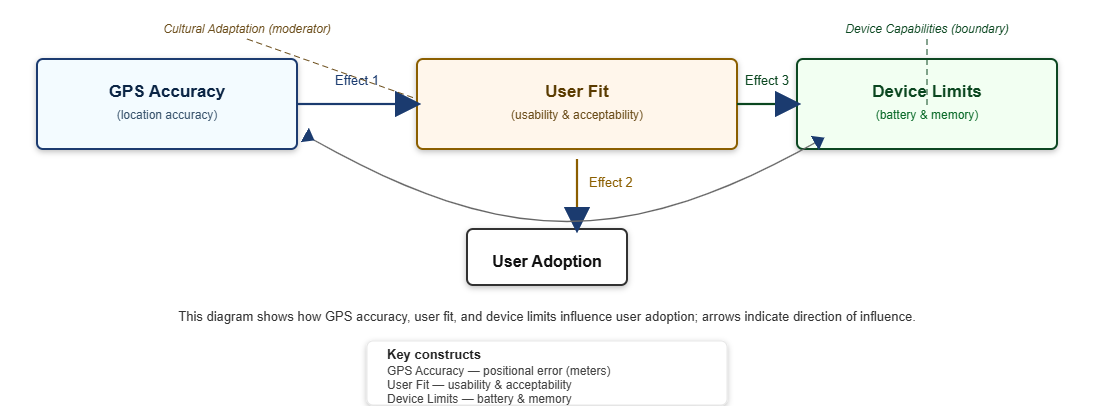 Cultural Adaptation (moderator)
Device Capabilities (boundary)
Effect 1
Effect 3
GPS Accuracy
(location accuracy)
User Fit
(usability & acceptability)
Device Limits
(battery & memory)
Effect 2
User Adoption
This diagram shows how GPS accuracy, user fit, and device limits influence user adoption; arrows indicate direction of influence.
Key constructs
GPS Accuracy — positional error (meters)
User Fit — usability & acceptability
Device Limits — battery & memory